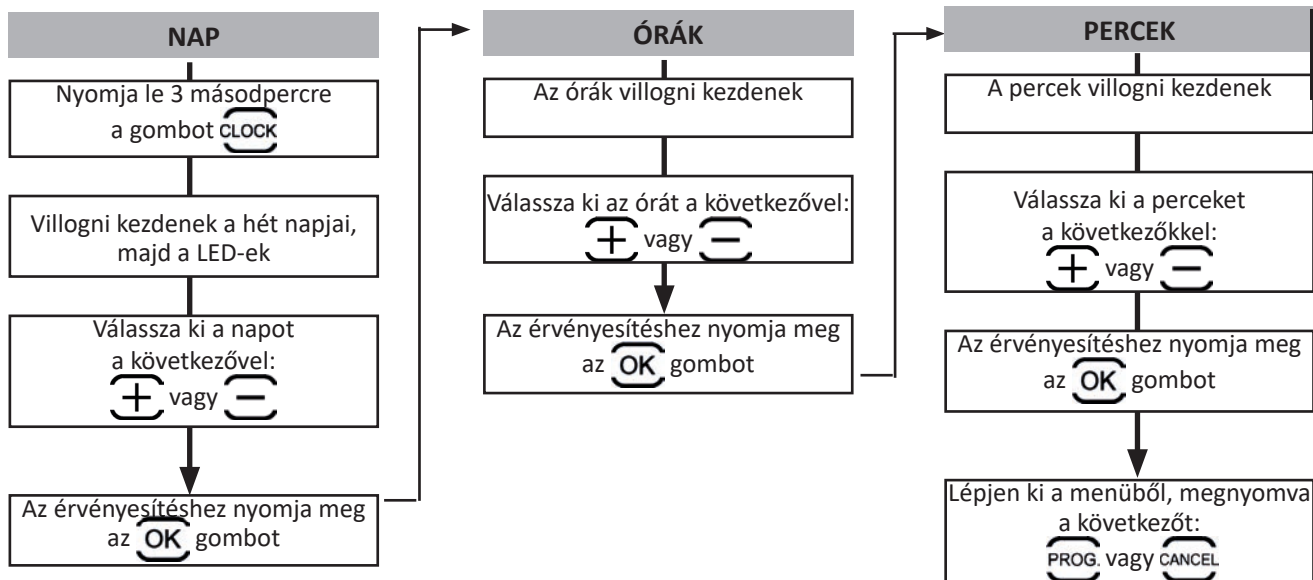 NAP
Nyomja le 3 másodpercre
a gombot CLOCK
Villogni kezdenek a hét napjai,
majd a LED-ek
Válassza ki a napot
a következővel:
+ vagy −
Az érvényesítéshez nyomja meg
az OK gombot
ÓRÁK
Az órák villogni kezdenek
Válassza ki az órát a következővel:
+ vagy −
Az érvényesítéshez nyomja meg
az OK gombot
PERCEK
A percek villogni kezdenek
Válassza ki a perceket
a következőkkel:
+ vagy −
Az érvényesítéshez nyomja meg
az OK gombot
Lépjen ki a menüből, megnyomva
a következőt:
PROG. vagy CANCEL